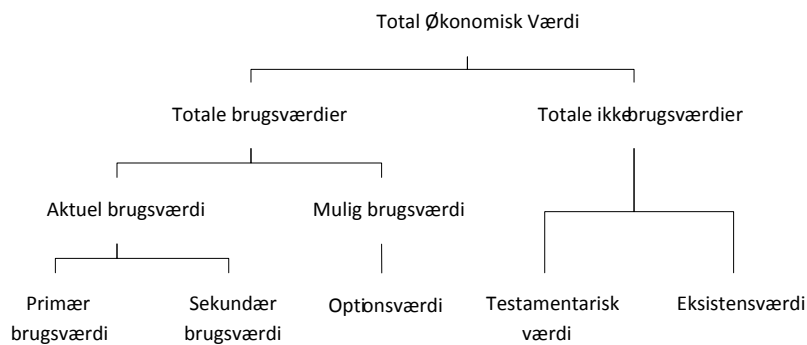 Total Økonomisk Værdi
Totale brugsværdier
Totale ikkebrugsværdier
Aktuel brugsværdi
Mulig brugsværdi
Primær
brugsværdi
Sekundær
brugsværdi
Optionsværdi
Testamentarisk
værdi
Eksistensværdi